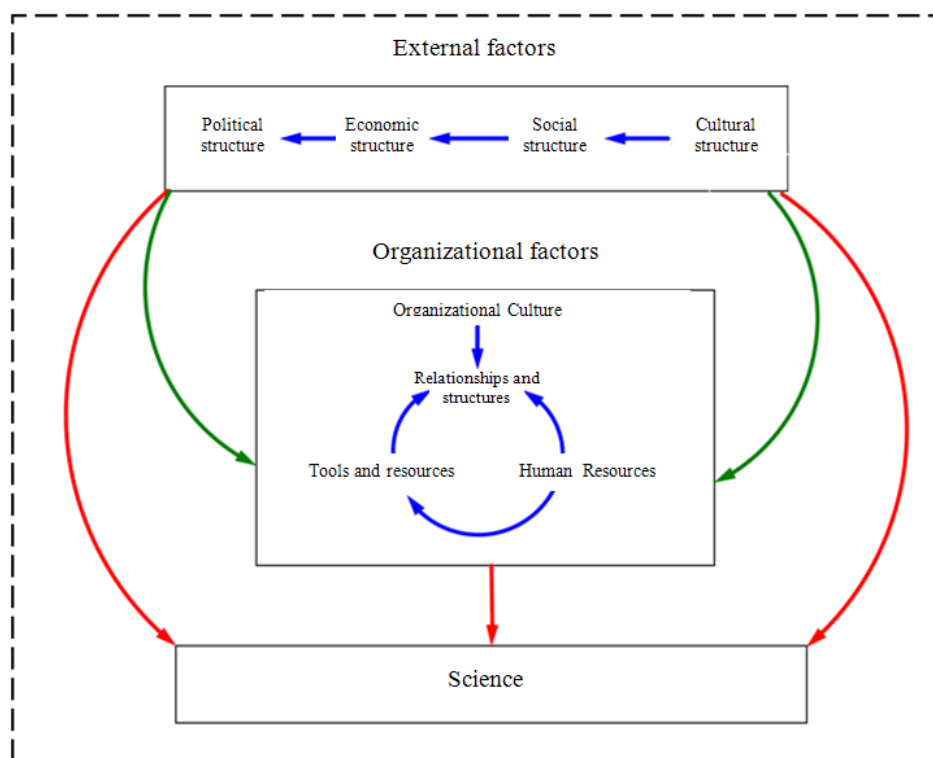 External factors
Political
structure
Economic
structure
Social
structure
Cultural
structure
Organizational factors
Organizational Culture
Relationships and
structures
Tools and resources
Human Resources
Science